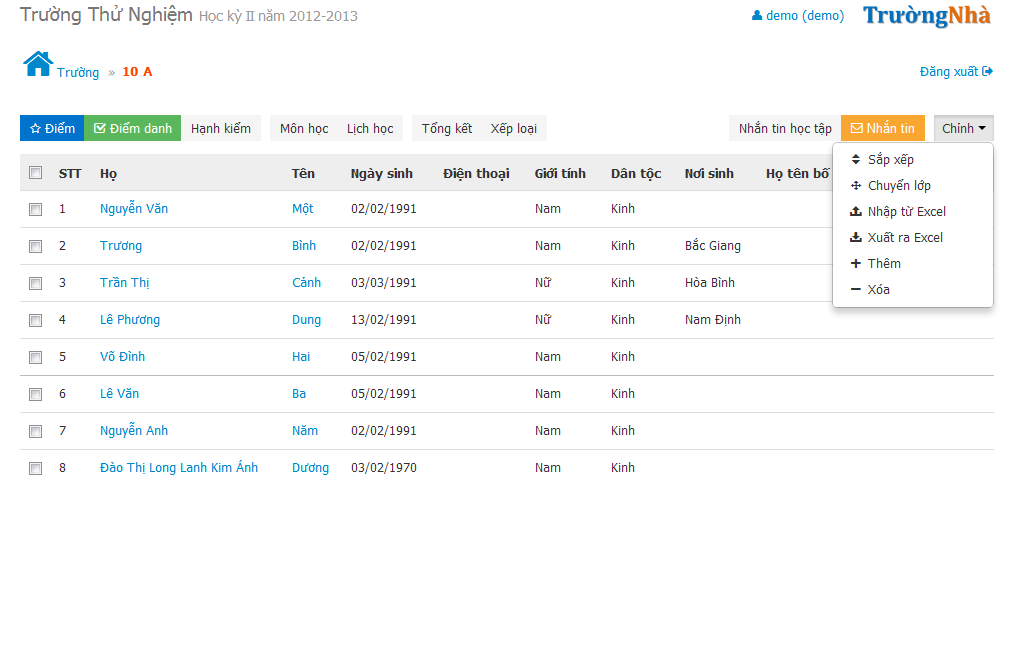 Trường Thử Nghiệm Học kỳ II năm 2012-2013 demo (demo) TrườngNhà
Trường » 10 A Đăng xuất
Điểm Điểm danh Hạnh kiểm Môn học Lịch học Tổng kết Xếp loại Nhắn tin học tập Nhắn tin Chỉnh
STT Họ Tên Ngày sinh Điện thoại Giới tính Dân tộc Nơi sinh Họ tên bố
1 Nguyễn Văn Một 02/02/1991 Nam Kinh
2 Trương Bình 02/02/1991 Nam Kinh Bắc Giang
3 Trần Thị Cảnh 03/03/1991 Nữ Kinh Hòa Bình
4 Lê Phương Dung 13/02/1991 Nữ Kinh Nam Định
5 Võ Đình Hai 05/02/1991 Nam Kinh
6 Lê Văn Ba 05/02/1991 Nam Kinh
7 Nguyễn Anh Năm 02/02/1991 Nam Kinh
8 Đào Thị Long Lanh Kim Ánh Dương 03/02/1970 Nam Kinh
Sắp xếp
Chuyển lớp
Nhập từ Excel
Xuất ra Excel
Thêm
Xóa